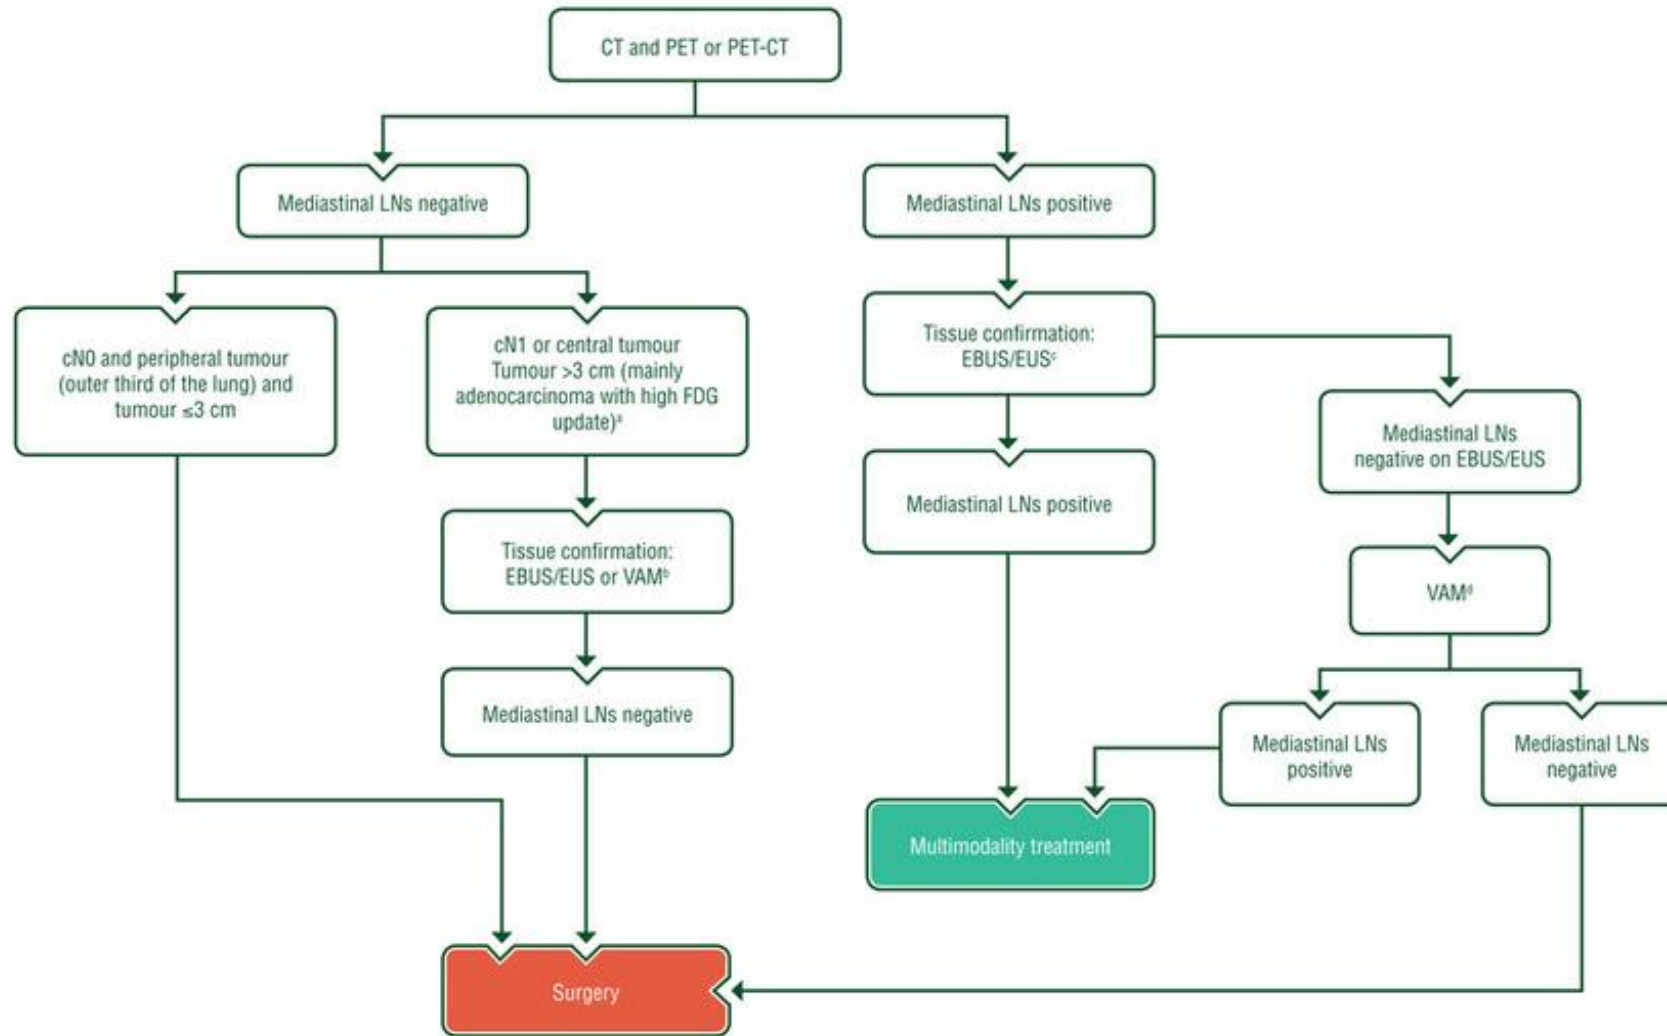 CT and PET or PET-CT
Mediastinal LNs negative
Mediastinal LNs positive
cN0 and peripheral tumour
(outer third of the lung) and
tumour ≤3 cm
cN1 or central tumour
Tumour >3 cm (mainly
adenocarcinoma with high FDG
update)ᵃ
Tissue confirmation:
EBUS/EUSᶜ
Mediastinal LNs
negative on EBUS/EUS
Mediastinal LNs positive
Tissue confirmation:
EBUS/EUS or VAMᵇ
VAMᵈ
Mediastinal LNs negative
Mediastinal LNs
positive
Mediastinal LNs
negative
Multimodality treatment
Surgery